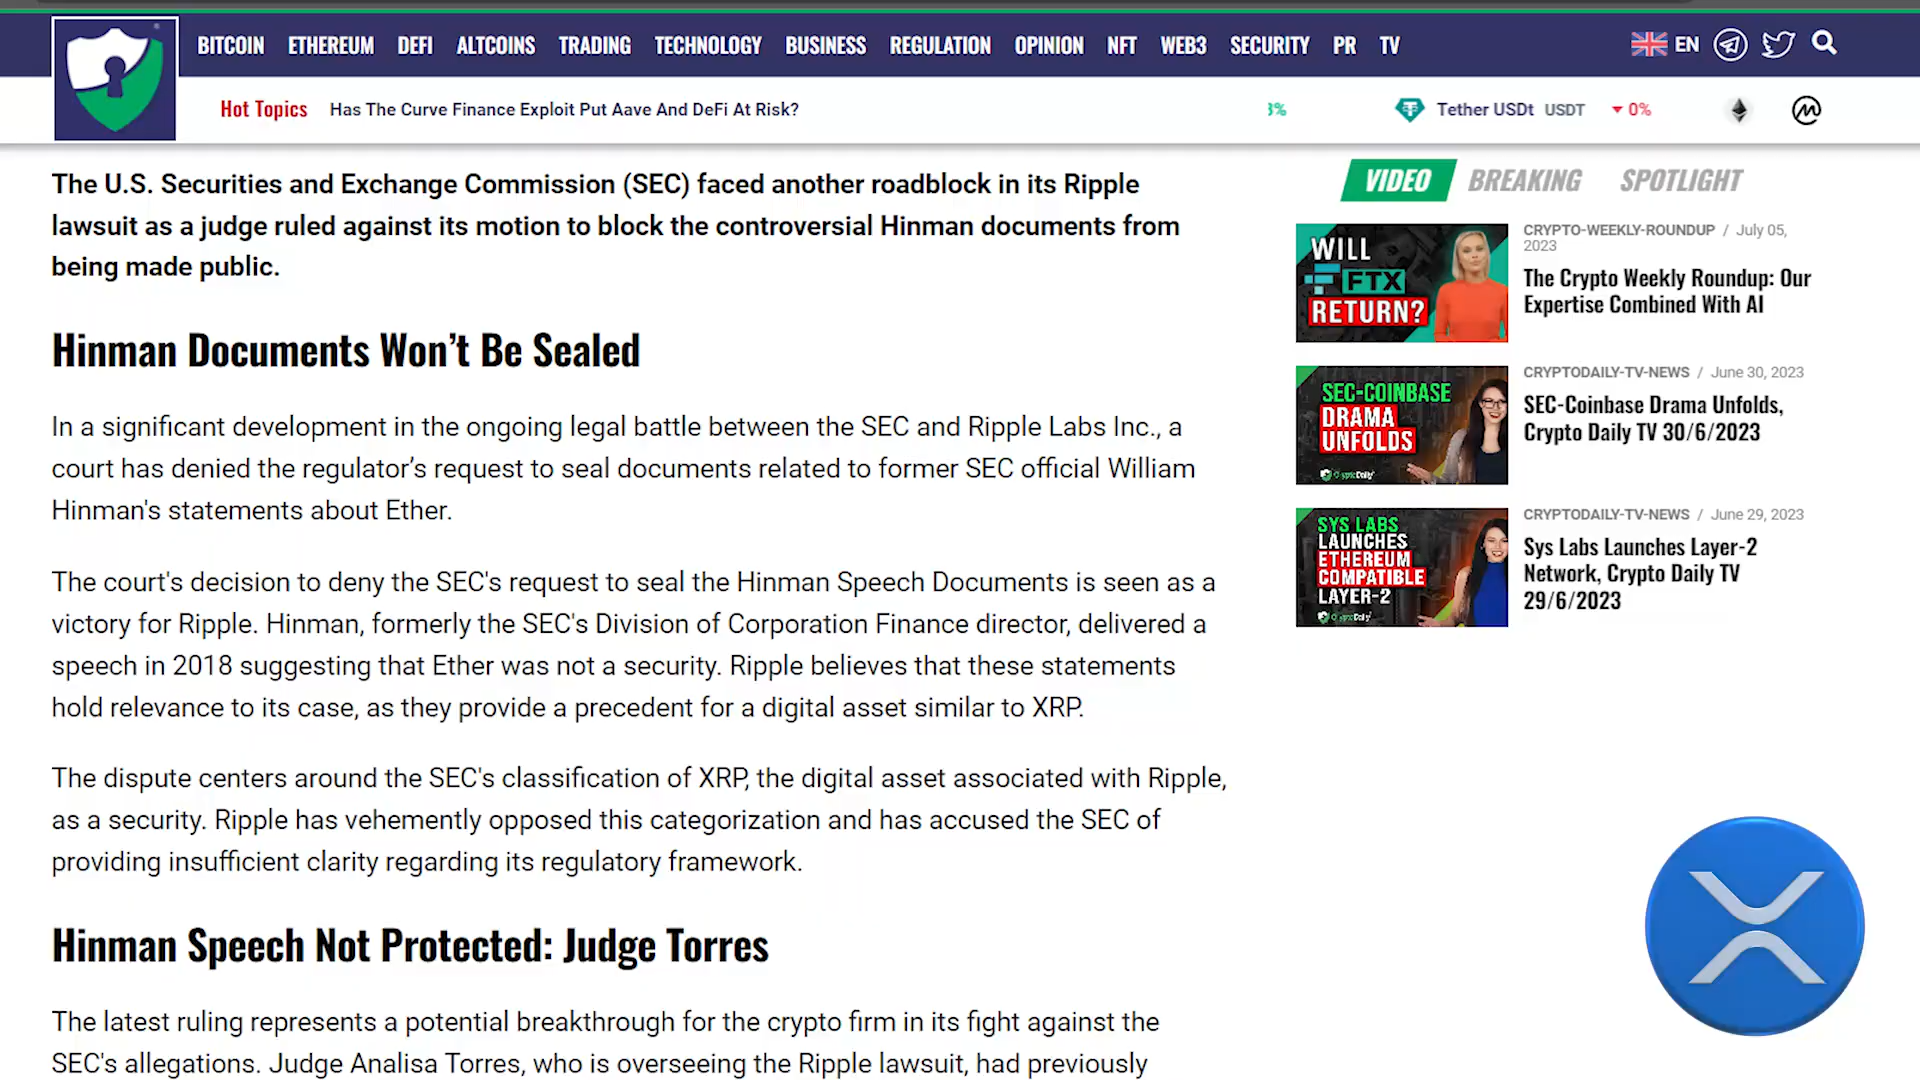 BITCOIN ETHEREUM DEFI ALTCOINS TRADING TECHNOLOGY BUSINESS REGULATION OPINION NFT WEB3 SECURITY PR TV EN
Hot Topics Has The Curve Finance Exploit Put Aave And DeFi At Risk? 3% Tether USDt USDT 0%
The U.S. Securities and Exchange Commission (SEC) faced another roadblock in its Ripple
lawsuit as a judge ruled against its motion to block the controversial Hinman documents from
being made public.
Hinman Documents Won’t Be Sealed
In a significant development in the ongoing legal battle between the SEC and Ripple Labs Inc., a
court has denied the regulator’s request to seal documents related to former SEC official William
Hinman's statements about Ether.
The court's decision to deny the SEC's request to seal the Hinman Speech Documents is seen as a
victory for Ripple. Hinman, formerly the SEC's Division of Corporation Finance director, delivered a
speech in 2018 suggesting that Ether was not a security. Ripple believes that these statements
hold relevance to its case, as they provide a precedent for a digital asset similar to XRP.
The dispute centers around the SEC's classification of XRP, the digital asset associated with Ripple,
as a security. Ripple has vehemently opposed this categorization and has accused the SEC of
providing insufficient clarity regarding its regulatory framework.
Hinman Speech Not Protected: Judge Torres
The latest ruling represents a potential breakthrough for the crypto firm in its fight against the
SEC's allegations. Judge Analisa Torres, who is overseeing the Ripple lawsuit, had previously
VIDEO BREAKING SPOTLIGHT
WILL
FTX
RETURN?
CRYPTO-WEEKLY-ROUNDUP / July 05,
2023
The Crypto Weekly Roundup: Our
Expertise Combined With AI
SEC-COINBASE
DRAMA
UNFOLDS
CryptoDaily
CRYPTODAILY-TV-NEWS / June 30, 2023
SEC-Coinbase Drama Unfolds,
Crypto Daily TV 30/6/2023
SYS LABS
LAUNCHES
ETHEREUM
COMPATIBLE
LAYER-2
CryptoDaily
CRYPTODAILY-TV-NEWS / June 29, 2023
Sys Labs Launches Layer-2
Network, Crypto Daily TV
29/6/2023